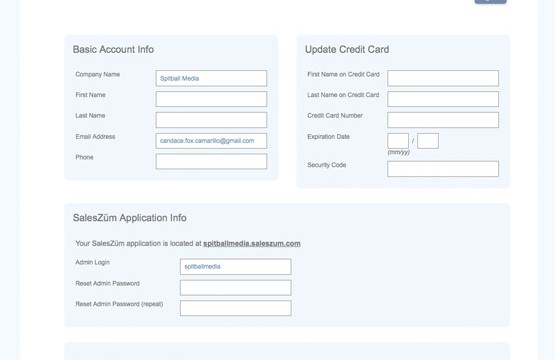 Basic Account Info
Company Name
Spitball Media
First Name
Last Name
Email Address
candace.fox.camarillo@gmail.com
Phone
Update Credit Card
First Name on Credit Card
Last Name on Credit Card
Credit Card Number
Expiration Date
/
(mm/yy)
Security Code
SalesZüm Application Info
Your SalesZüm application is located at spitballmedia.saleszum.com
Admin Login
spitballmedia
Reset Admin Password
Reset Admin Password (repeat)